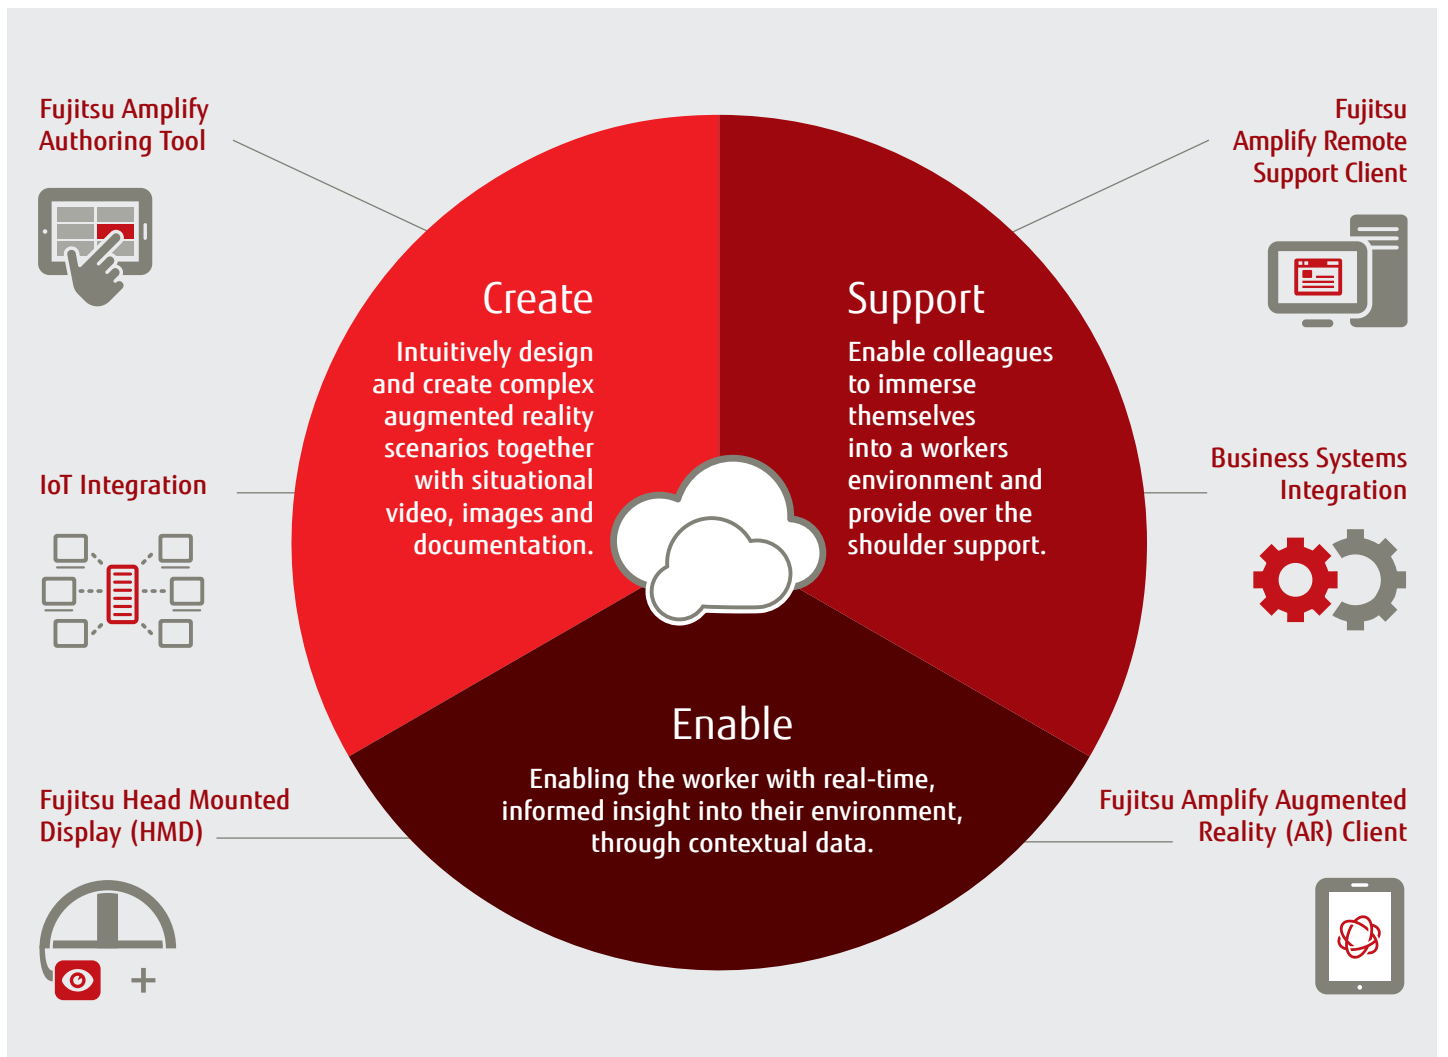 Fujitsu Amplify
Authoring Tool
IoT Integration
Fujitsu Head Mounted
Display (HMD)
Create
Intuitively design
and create complex
augmented reality
scenarios together
with situational
video, images and
documentation.
Support
Enable colleagues
to immerse
themselves
into a workers
environment and
provide over the
shoulder support.
Enable
Enabling the worker with real-time,
informed insight into their environment,
through contextual data.
Fujitsu
Amplify Remote
Support Client
Business Systems
Integration
Fujitsu Amplify Augmented
Reality (AR) Client